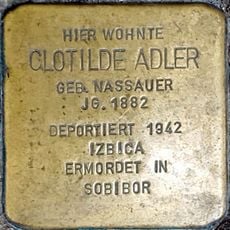 HIER WOHNTE
CLOTILDE ADLER
GEB. NASSAUER
JG. 1882
DEPORTIERT 1942
IZBICA
ERMORDET IN
SOBIBOR